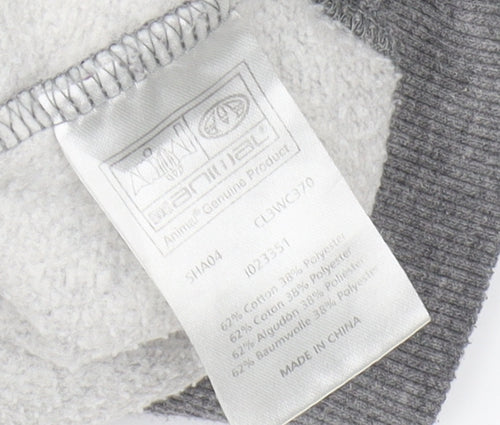 animal
Animal® Genuine Product
SHA04 CL3WC370
I023351
62% Cotton 38% Polyester
62% Coton 38% Polyester
62% Algodón 38% Poliester
62% Baumwolle 38% Polyester
MADE IN CHINA